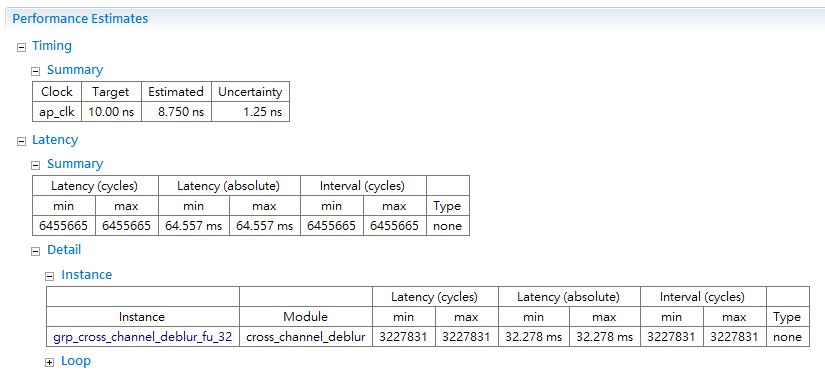 Performance Estimates
Timing
Summary
Clock Target Estimated Uncertainty
ap_clk 10.00 ns 8.750 ns 1.25 ns
Latency
Summary
Latency (cycles) Latency (absolute) Interval (cycles)
min max min max min max Type
6455665 6455665 64.557 ms 64.557 ms 6455665 6455665 none
Detail
Instance
Latency (cycles) Latency (absolute) Interval (cycles)
Instance Module min max min max min max Type
grp_cross_channel_deblur_fu_32 cross_channel_deblur 3227831 3227831 32.278 ms 32.278 ms 3227831 3227831 none
Loop